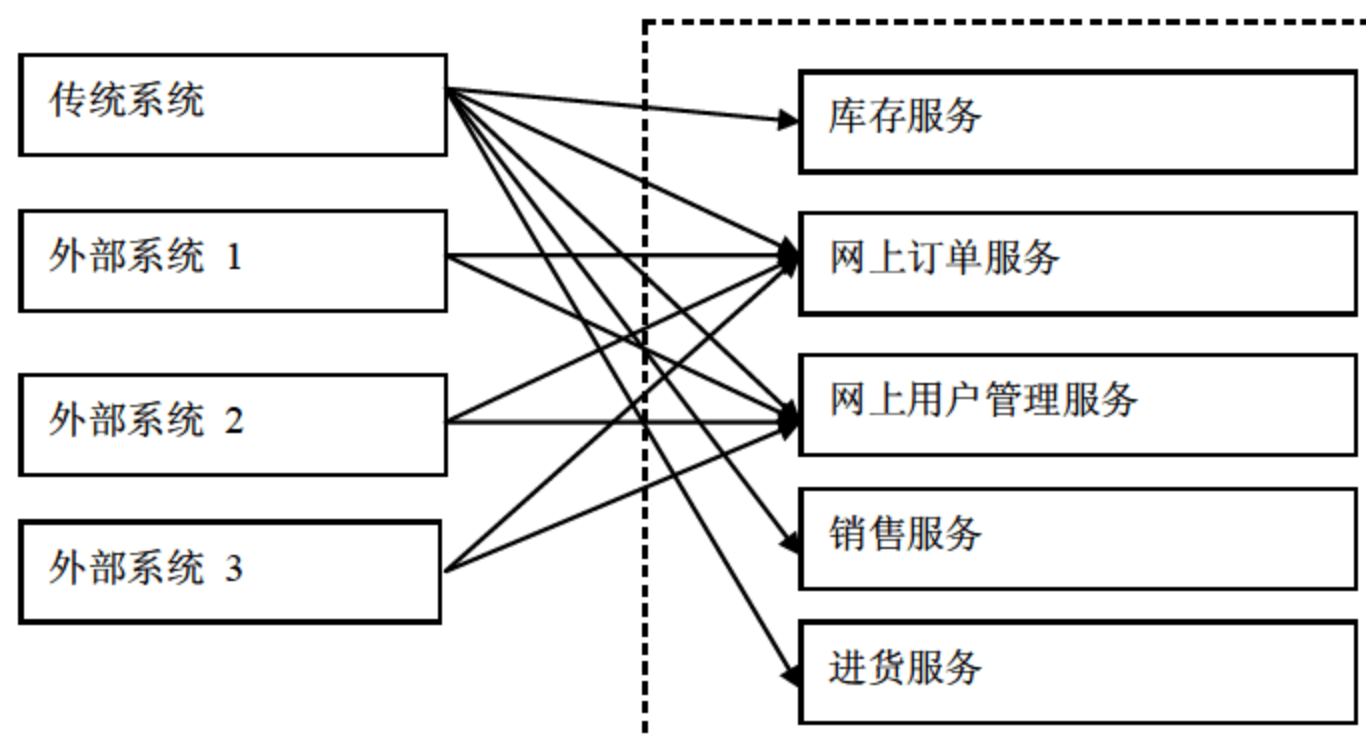 传统系统
外部系统 1
外部系统 2
外部系统 3
库存服务
网上订单服务
网上用户管理服务
销售服务
进货服务